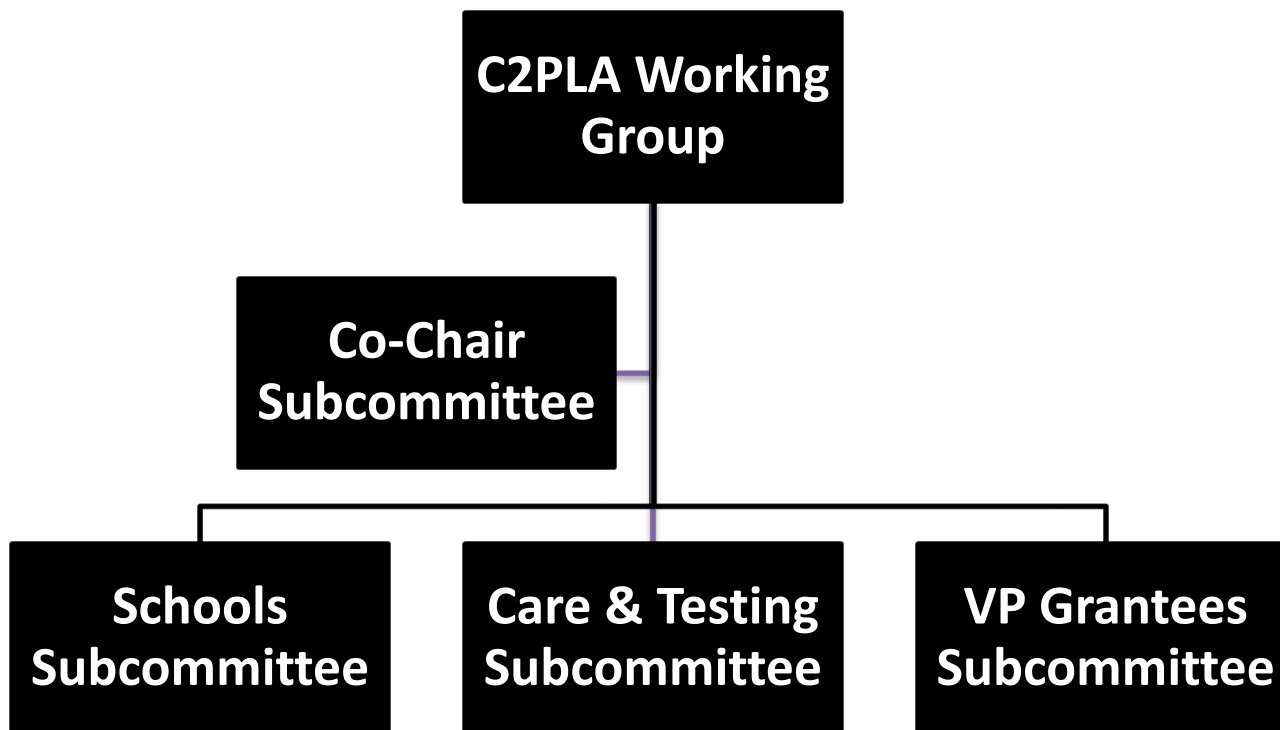 C2PLA Working
Group
Co-Chair
Subcommittee
Schools
Subcommittee
Care & Testing
Subcommittee
VP Grantees
Subcommittee